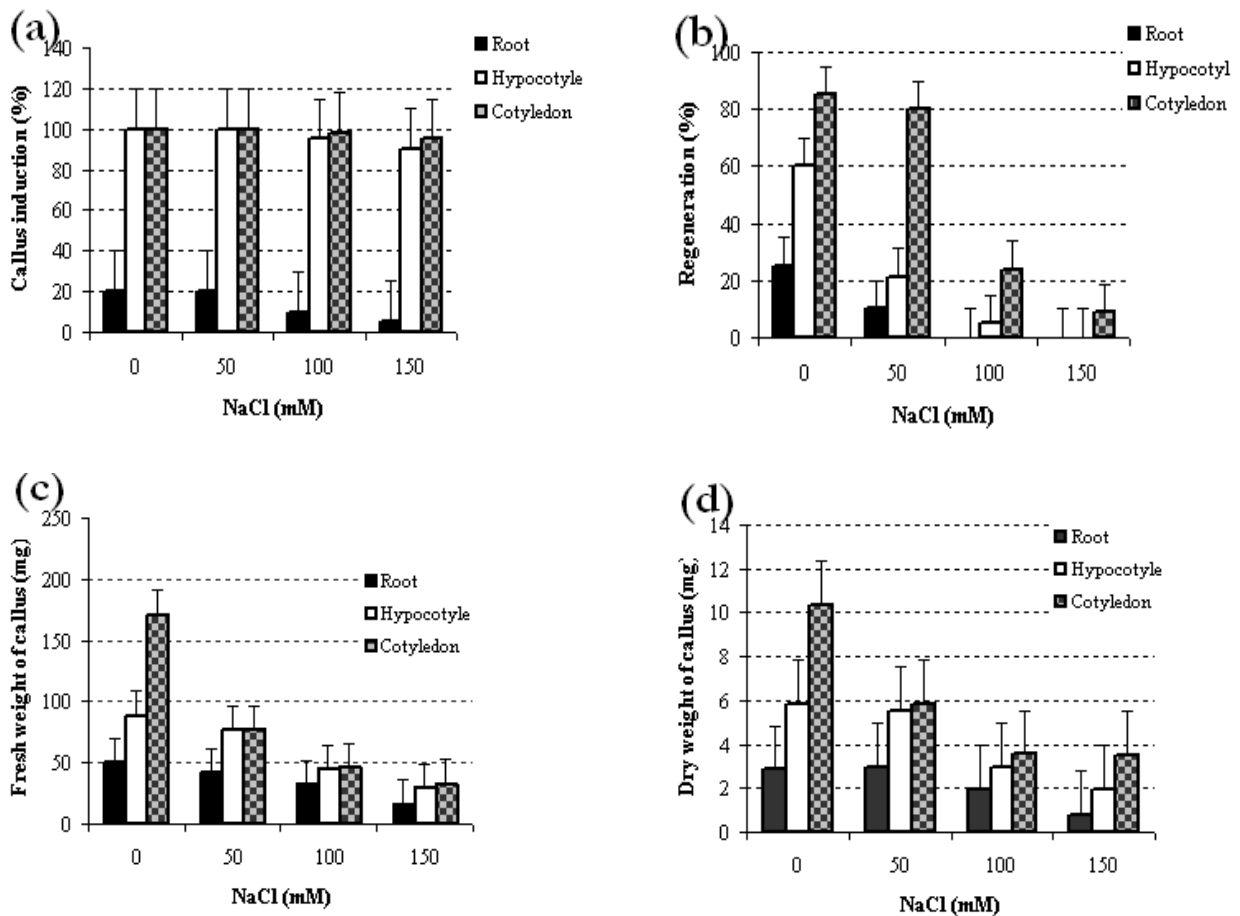 (a)
Callus induction (%)
140
120
100
80
60
40
20
0
0 50 100 150
NaCl (mM)
Root
Hypocotyle
Cotyledon
(b)
Regeneration (%)
100
80
60
40
20
0
0 50 100 150
NaCl (mM)
Root
Hypocotyl
Cotyledon
(c)
Fresh weight of callus (mg)
250
200
150
100
50
0
0 50 100 150
NaCl (mM)
Root
Hypocotyle
Cotyledon
(d)
Dry weight of callus (mg)
14
12
10
8
6
4
2
0
0 50 100 150
NaCl (mM)
Root
Hypocotyle
Cotyledon